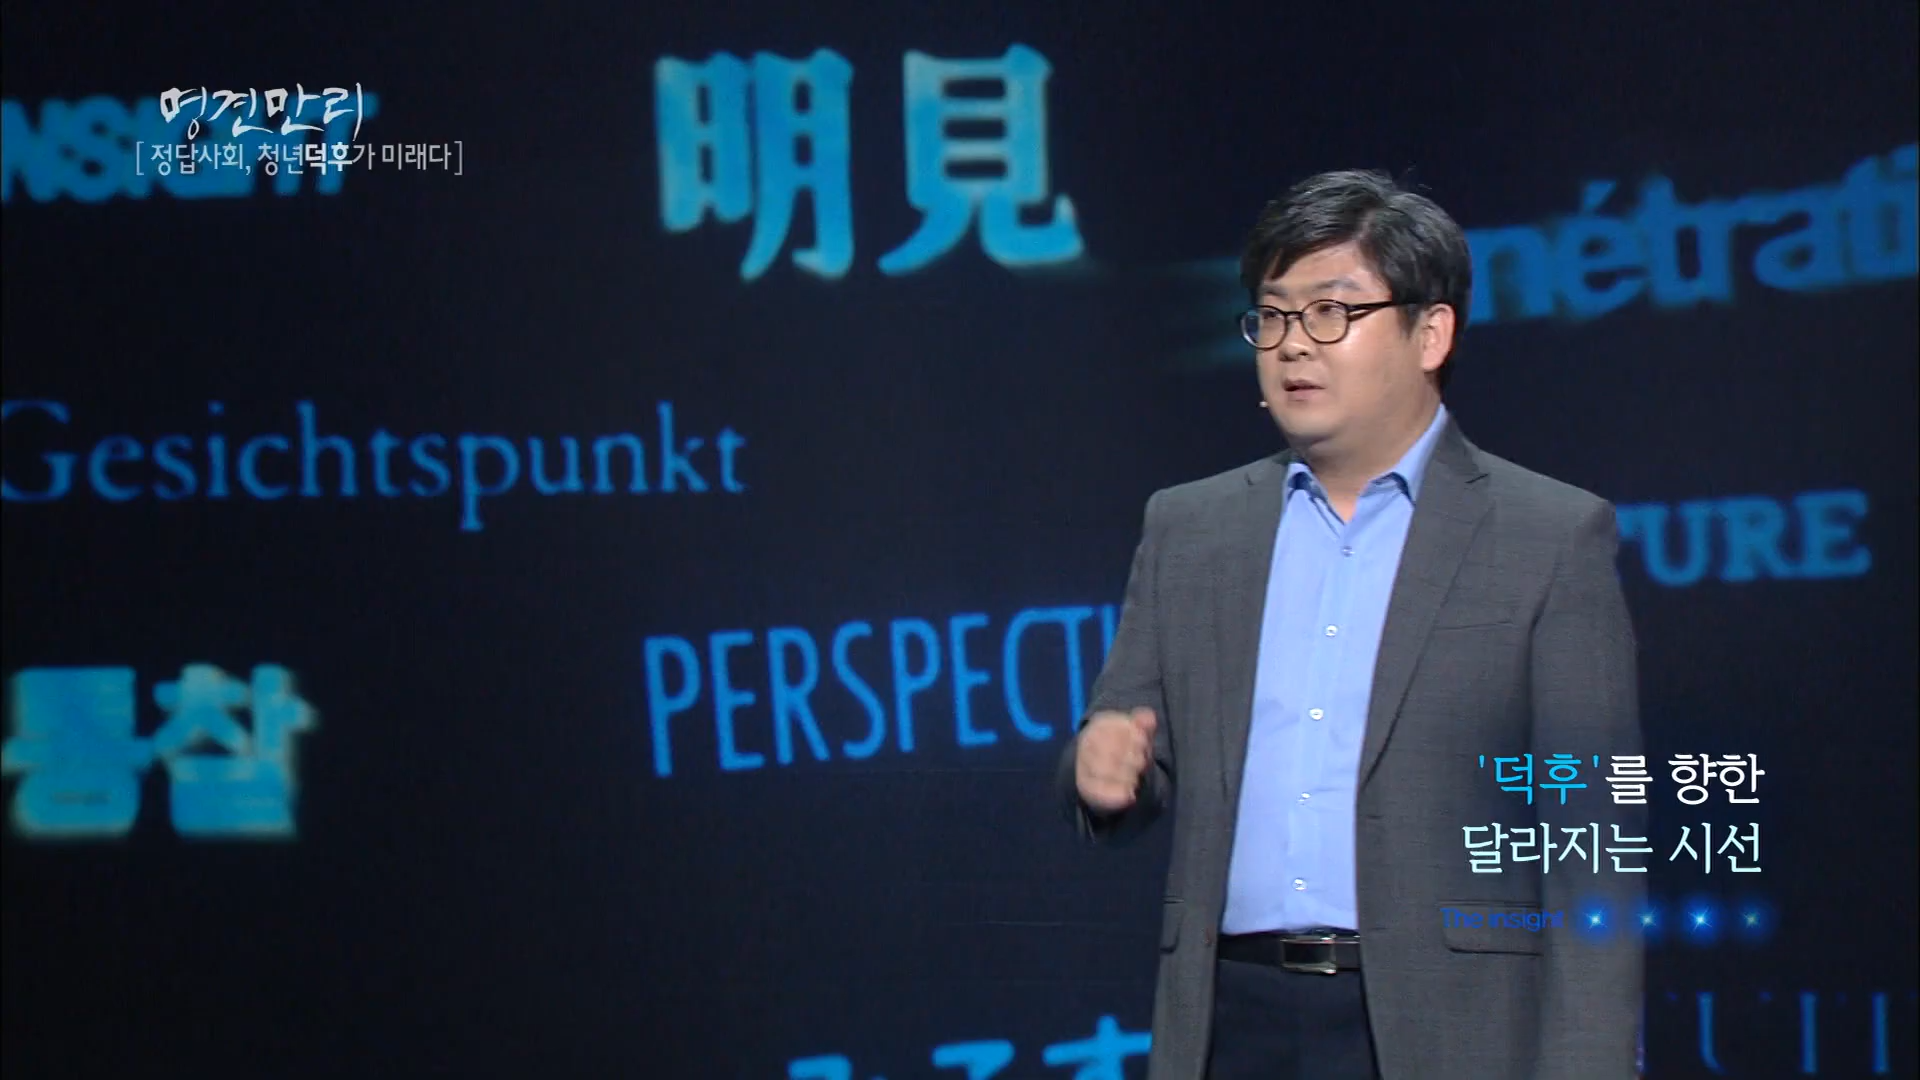 명견만리
[ 정답사회, 청년덕후가 미래다 ]
明見
Gesichtspunkt
통찰
PERSPECTI
'덕후'를 향한
달라지는 시선
The insight